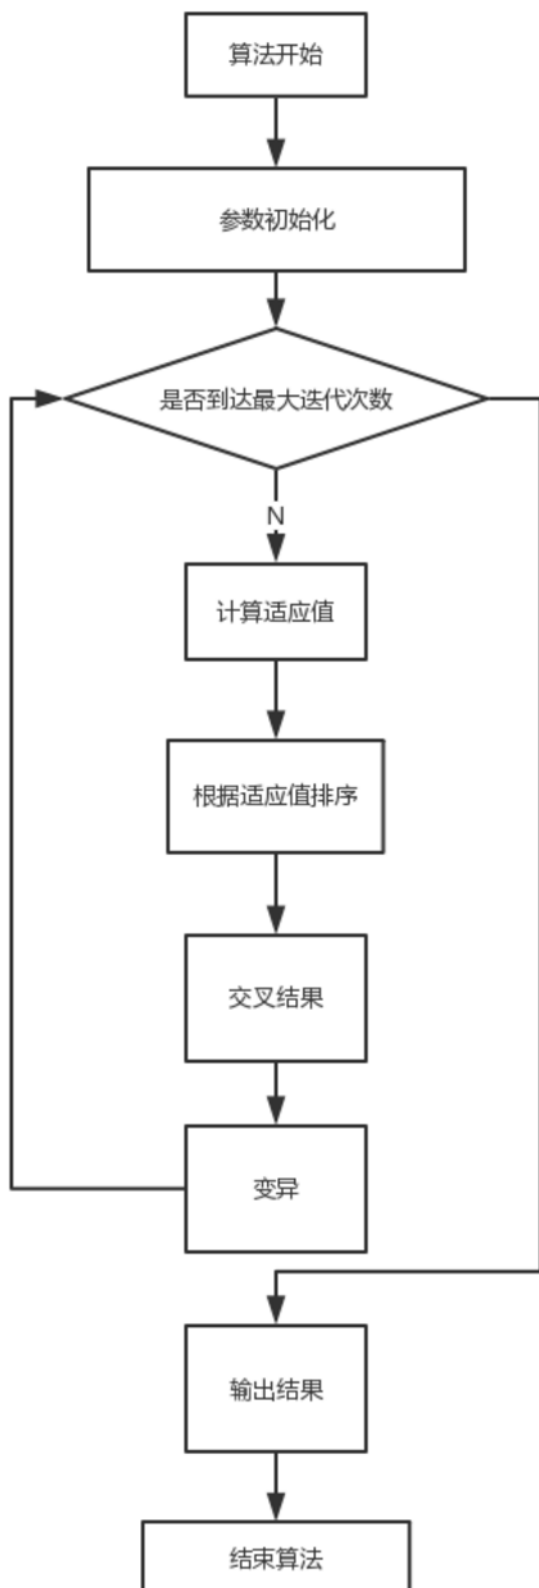 算法开始
参数初始化
是否到达最大迭代次数
N
计算适应值
根据适应值排序
交叉结果
变异
输出结果
结束算法